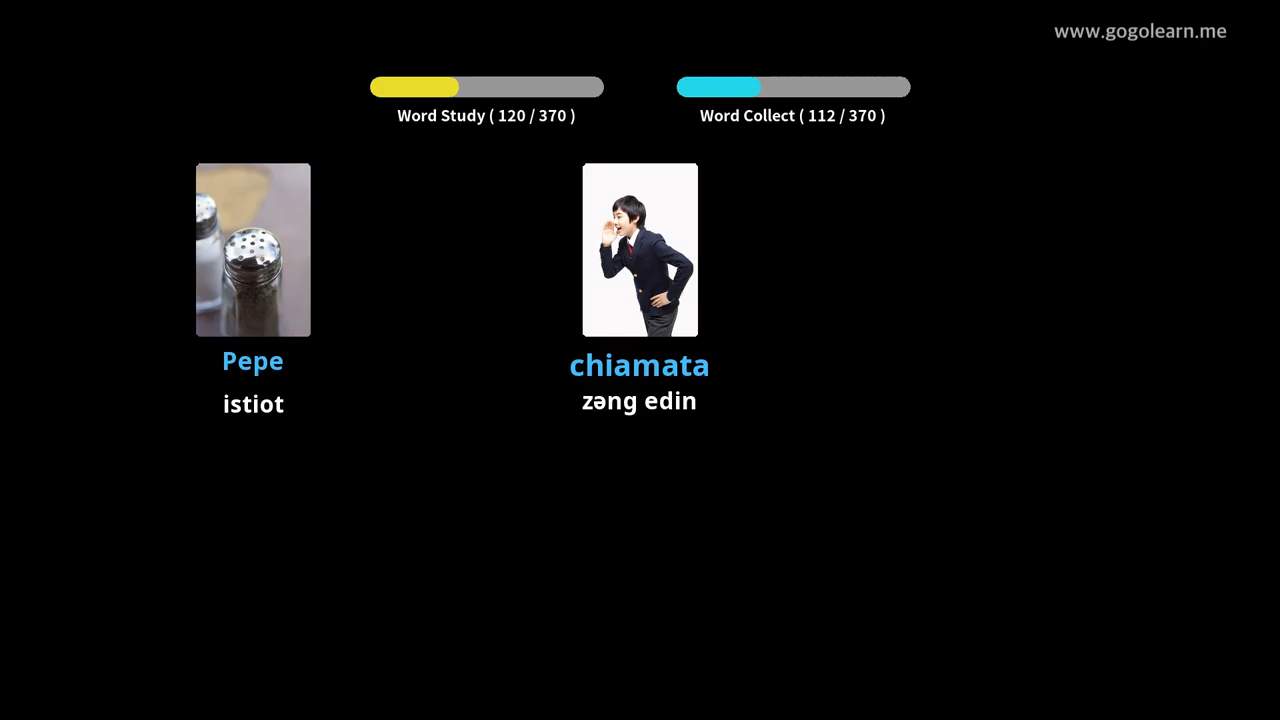 www.gogolearn.me
Word Study ( 120 / 370 )
Word Collect ( 112 / 370 )
Pepe
istiot
chiamata
zəng edin